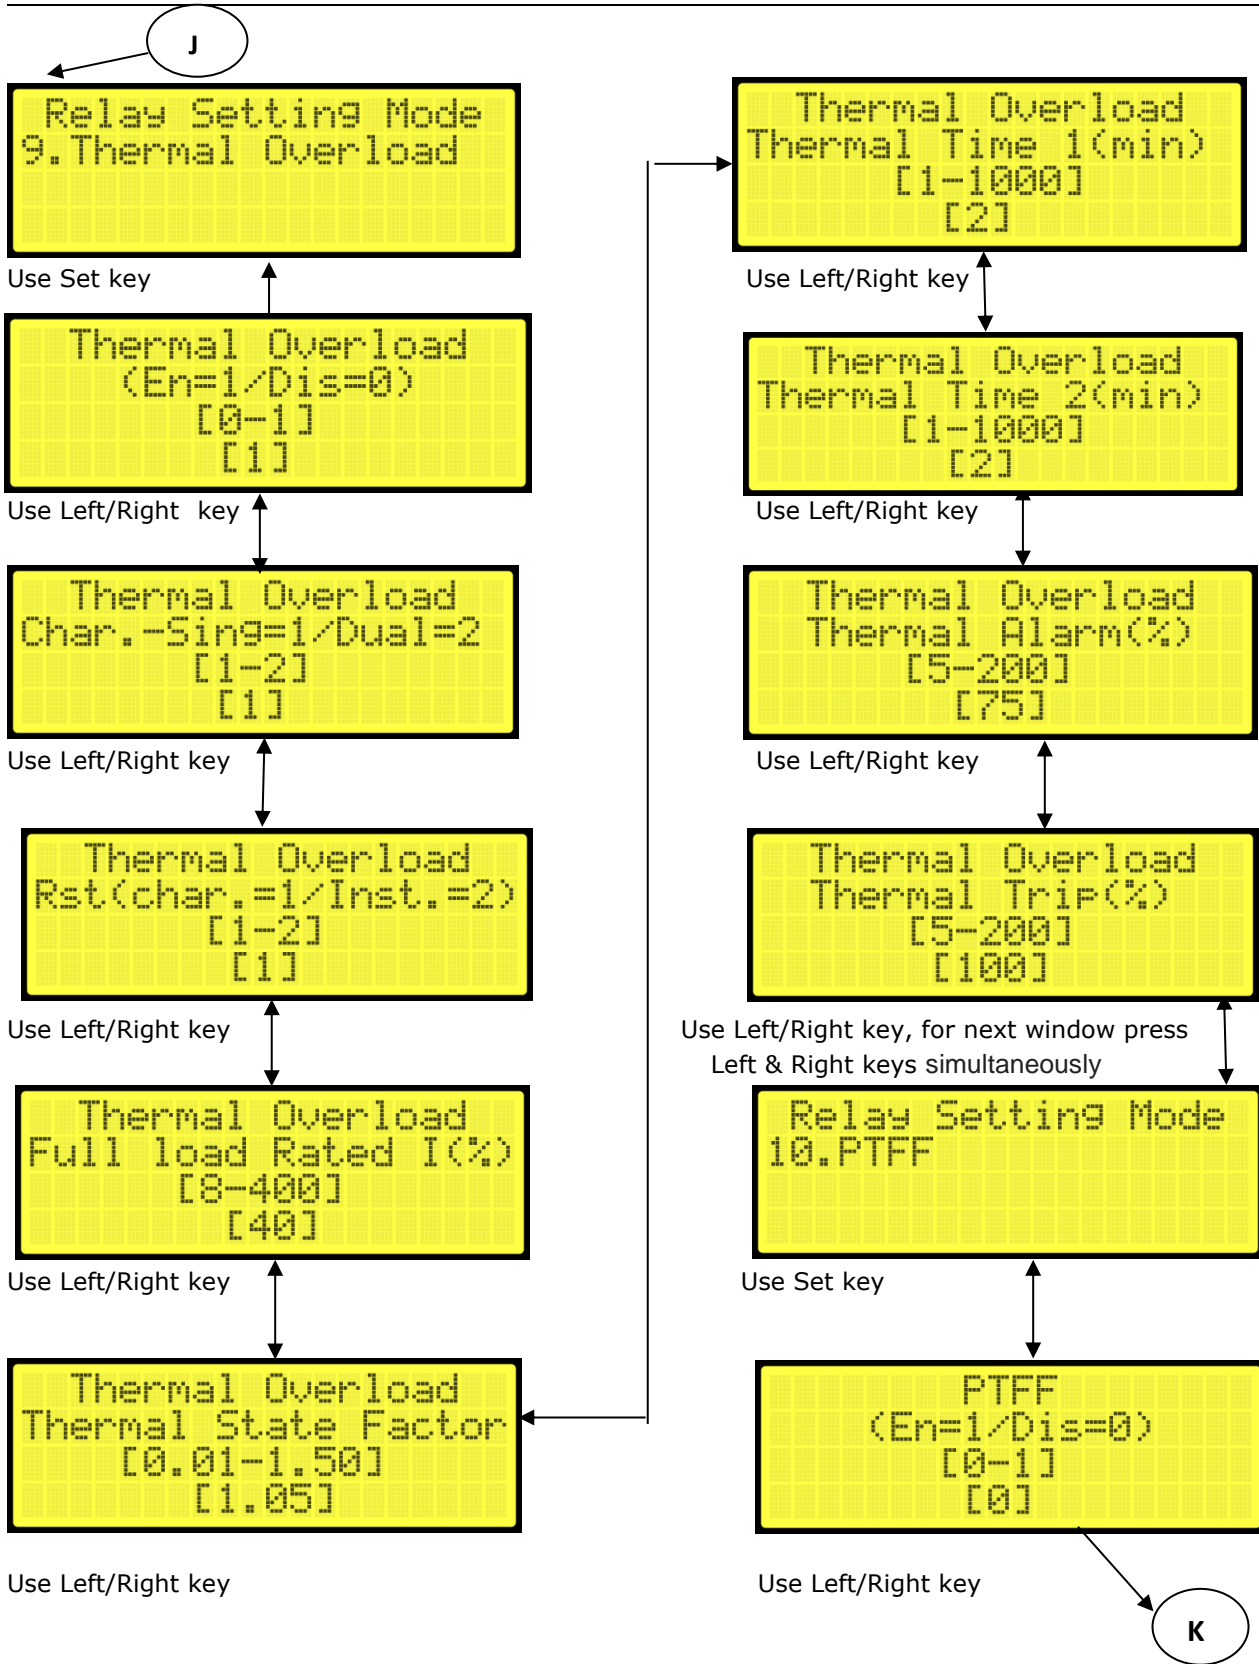 J
Relay Setting Mode
9.Thermal Overload
Use Set key
Thermal Overload
(En=1/Dis=0)
[0-1]
[1]
Use Left/Right  key
Thermal Overload
Char.-Sing=1/Dual=2
[1-2]
[1]
Use Left/Right key
Thermal Overload
Rst(char.=1/Inst.=2)
[1-2]
[1]
Use Left/Right key
Thermal Overload
Full load Rated I(%)
[8-400]
[40]
Use Left/Right key
Thermal Overload
Thermal State Factor
[0.01-1.50]
[1.05]
Use Left/Right key
Thermal Overload
Thermal Time 1(min)
[1-1000]
[2]
Use Left/Right key
Thermal Overload
Thermal Time 2(min)
[1-1000]
[2]
Use Left/Right key
Thermal Overload
Thermal Alarm(%)
[5-200]
[75]
Use Left/Right key
Thermal Overload
Thermal Trip(%)
[5-200]
[100]
Use Left/Right key, for next window press
Left & Right keys simultaneously
Relay Setting Mode
10.PTFF
Use Set key
PTFF
(En=1/Dis=0)
[0-1]
[0]
Use Left/Right key
K